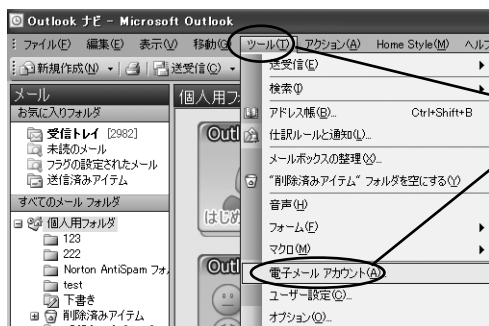 Outlook ナビ - Microsoft Outlook
ファイル(F) 編集(E) 表示(V) 移動(G) ツール(T) アクション(A) Home Style(M) ヘルプ
新規作成(N) 送受信(C)
メール
お気に入りフォルダ
受信トレイ [2982]
未読のメール
フラグの設定されたメール
送信済みアイテム
すべてのメール フォルダ
個人用フォルダ
123
222
Norton AntiSpam フォ
test
下書き
削除済みアイテム
個人用フ
Outl
はじめ
Outl
送受信(E)
検索(I)
アドレス帳(B)... Ctrl+Shift+B
仕訳ルールと通知(L)...
メールボックスの整理(X)...
"削除済みアイテム" フォルダを空にする(Y)
音声(H)
フォーム(F)
マクロ(M)
電子メール アカウント(A)...
ユーザー設定(C)...
オプション(O)...